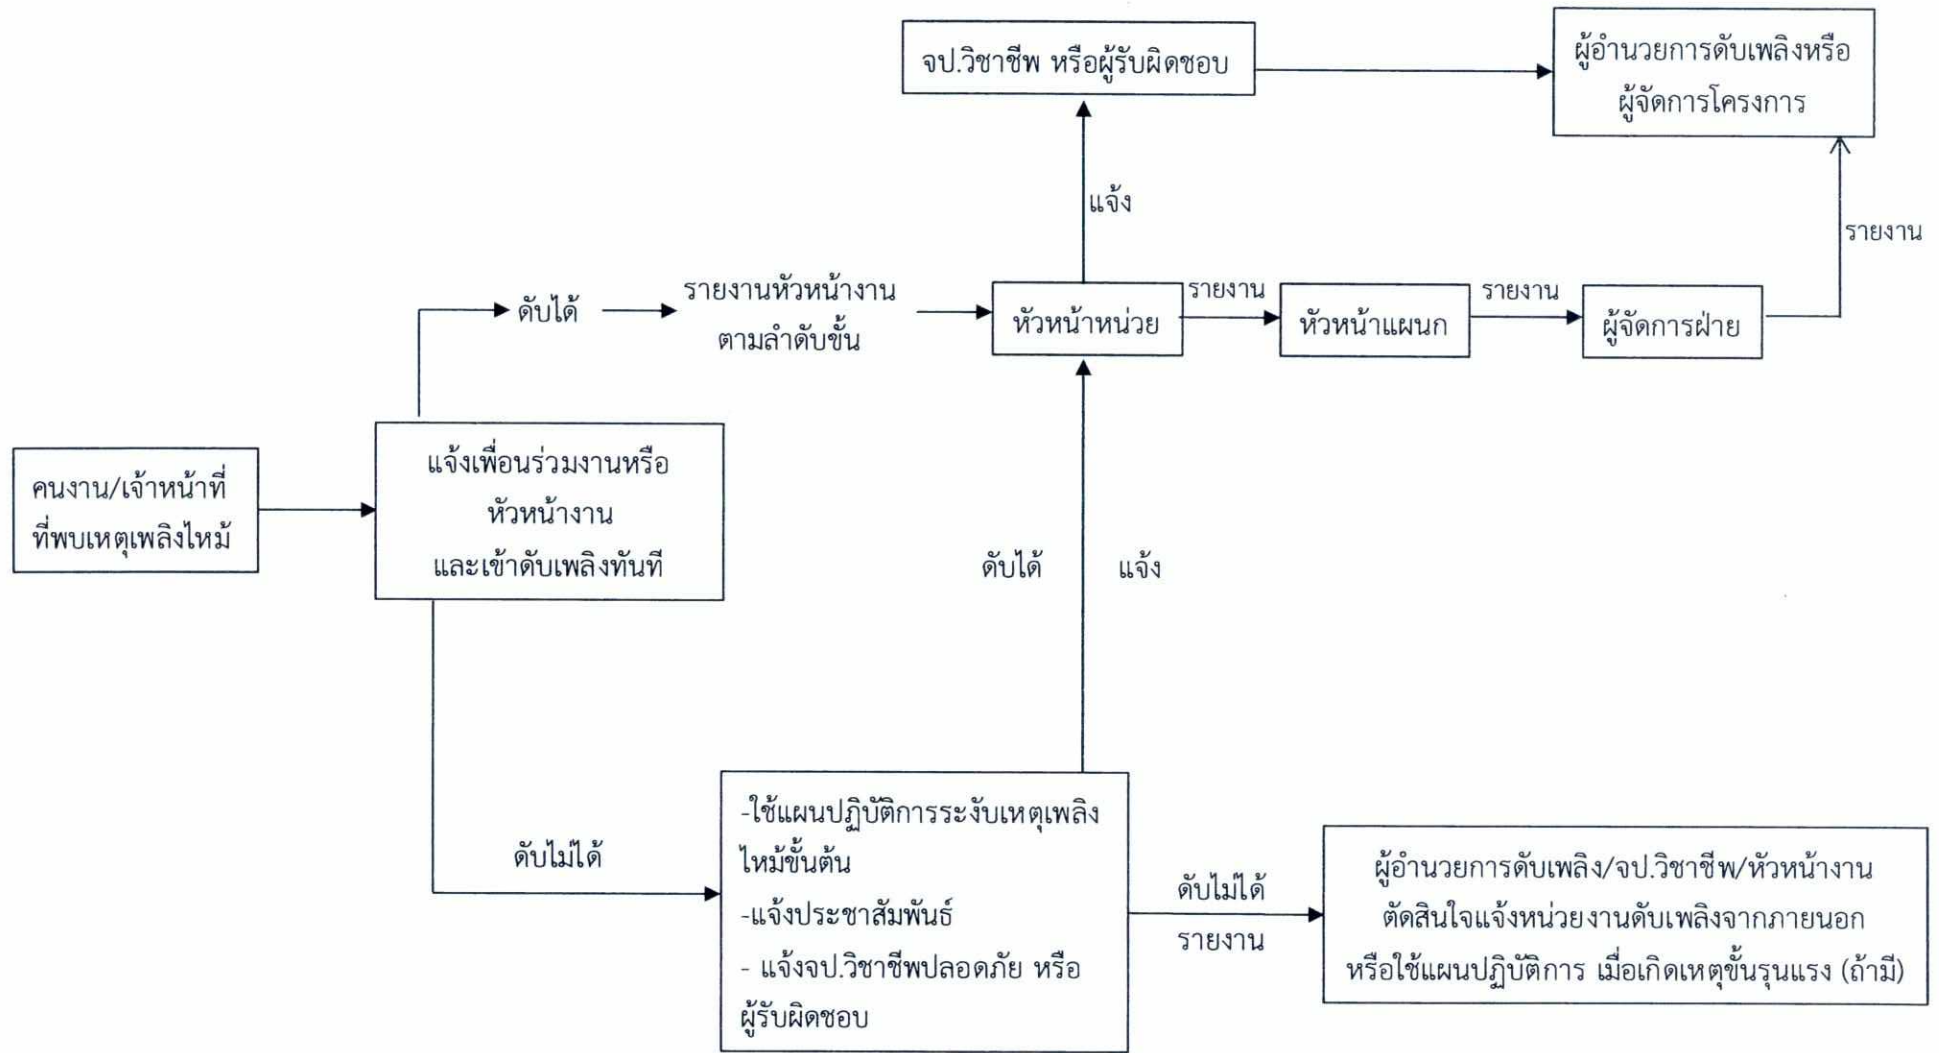 จป.วิชาชีพ หรือผู้รับผิดชอบ
ผู้อำนวยการดับเพลิงหรือ
ผู้จัดการโครงการ
แจ้ง
รายงาน
ดับได้
รายงานหัวหน้างาน
ตามลำดับขั้น
หัวหน้าหน่วย
รายงาน
หัวหน้าแผนก
รายงาน
ผู้จัดการฝ่าย
คนงาน/เจ้าหน้าที่
ที่พบเหตุเพลิงไหม้
แจ้งเพื่อนร่วมงานหรือ
หัวหน้างาน
และเข้าดับเพลิงทันที
ดับได้
แจ้ง
ดับไม่ได้
-ใช้แผนปฏิบัติการระงับเหตุเพลิง
ไหม้ขั้นต้น
-แจ้งประชาสัมพันธ์
- แจ้งจป.วิชาชีพปลอดภัย หรือ
ผู้รับผิดชอบ
ดับไม่ได้
รายงาน
ผู้อำนวยการดับเพลิง/จป.วิชาชีพ/หัวหน้างาน
ตัดสินใจแจ้งหน่วยงานดับเพลิงจากภายนอก
หรือใช้แผนปฏิบัติการ เมื่อเกิดเหตุขั้นรุนแรง (ถ้ามี)